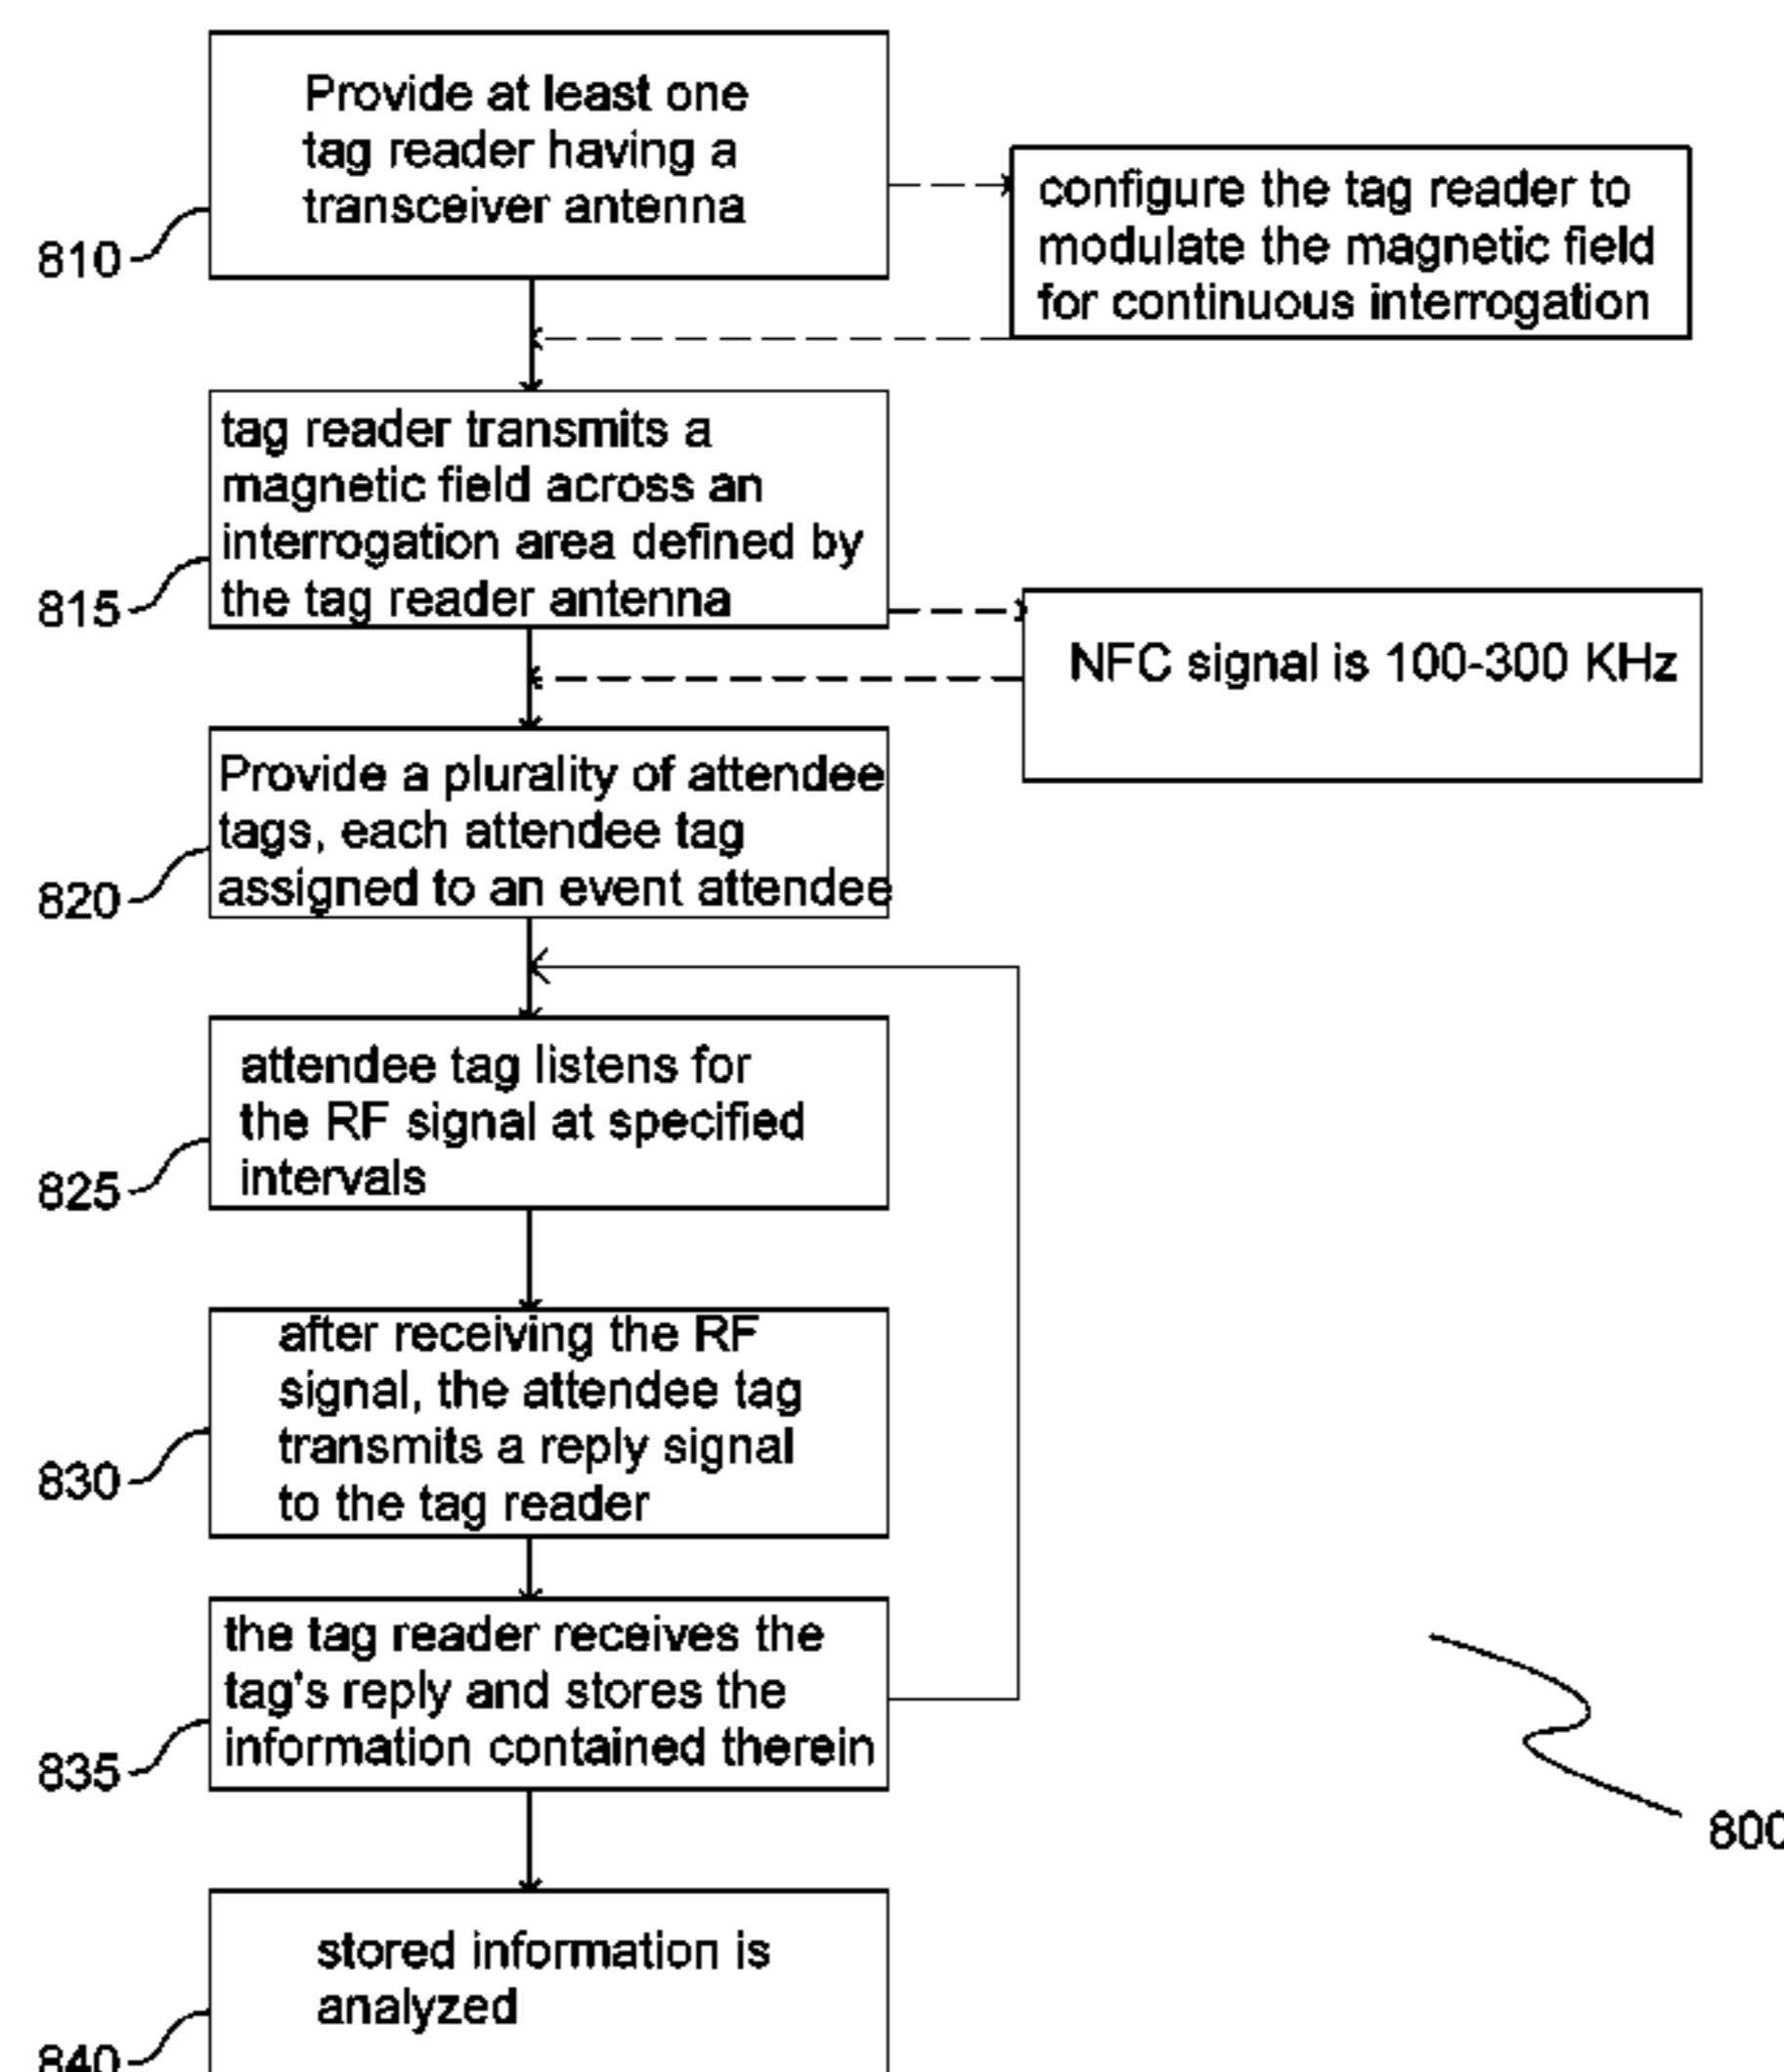 Provide at least one
tag reader having a
transceiver antenna
810
configure the tag reader to
modulate the magnetic field
for continuous interrogation
tag reader transmits a
magnetic field across an
interrogation area defined by
the tag reader antenna
815
NFC signal is 100-300 KHz
Provide a plurality of attendee
tags, each attendee tag
assigned to an event attendee
820
attendee tag listens for
the RF signal at specified
intervals
825
after receiving the RF
signal, the attendee tag
transmits a reply signal
to the tag reader
830
the tag reader receives the
tag's reply and stores the
information contained therein
835
800
stored information is
analyzed
840